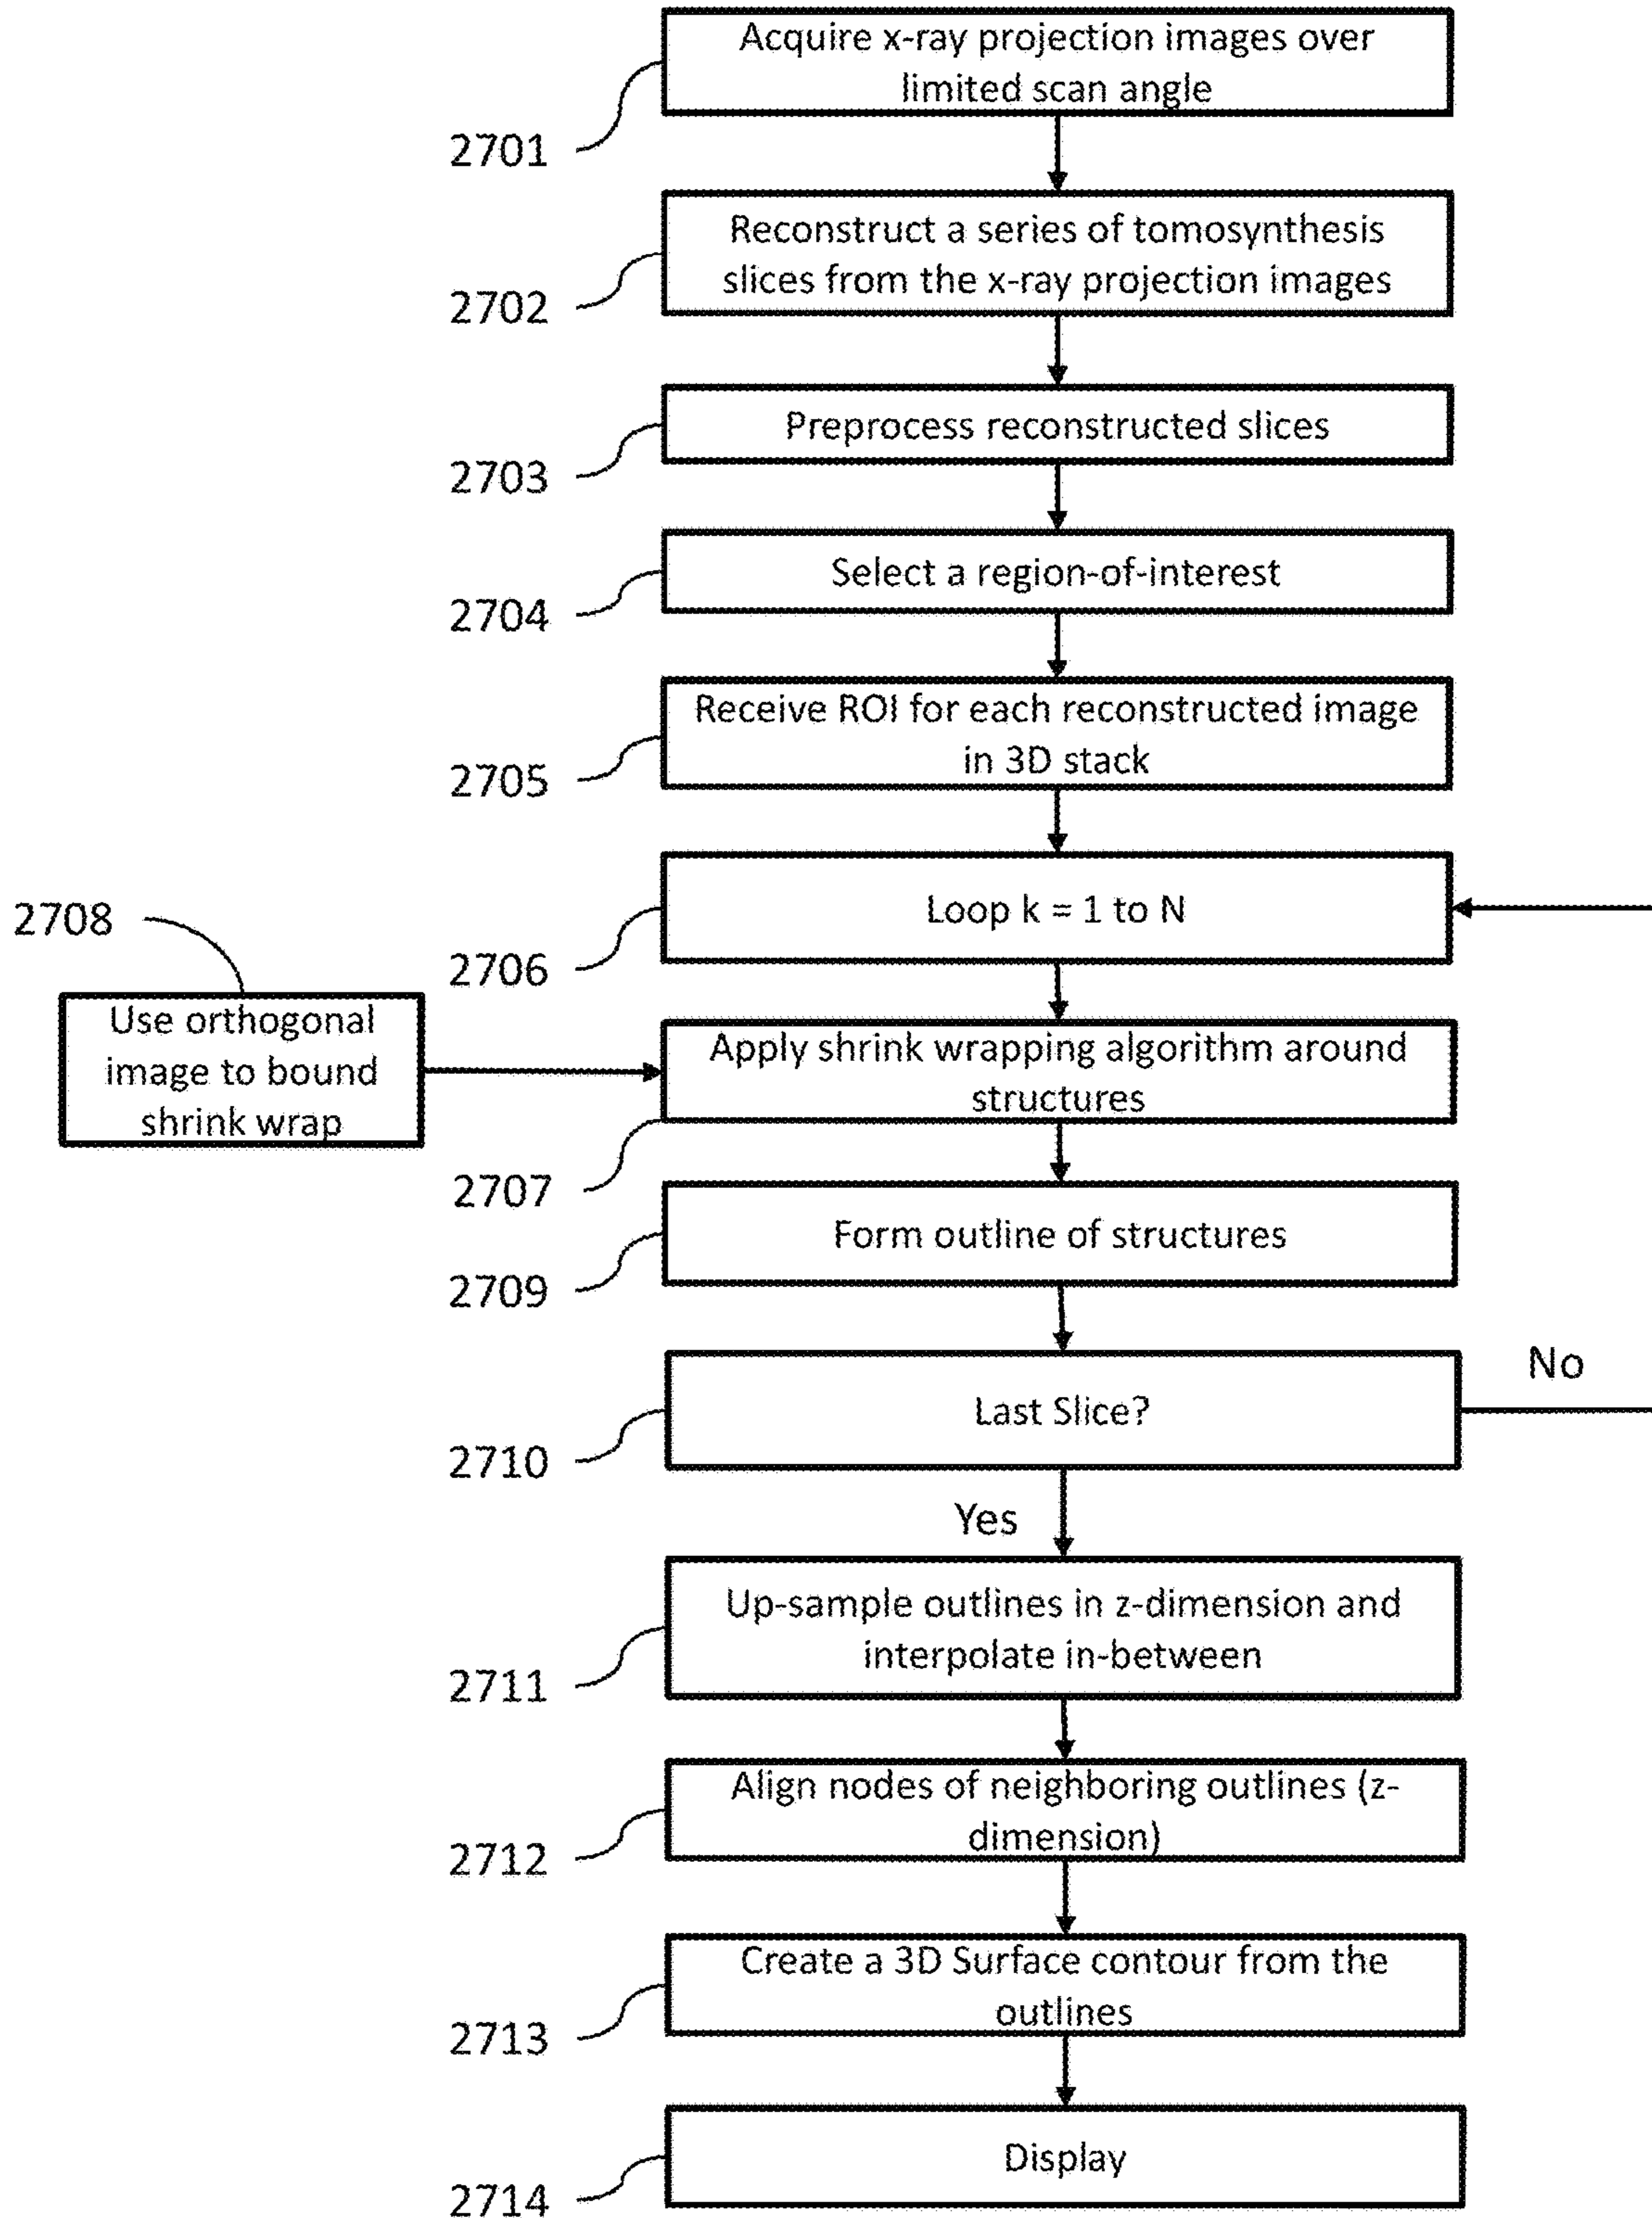 Acquire x-ray projection images over
limited scan angle
2701
Reconstruct a series of tomosynthesis
slices from the x-ray projection images
2702
Preprocess reconstructed slices
2703
Select a region-of-interest
2704
Receive ROI for each reconstructed image
in 3D stack
2705
Loop k = 1 to N
2706
2708
Use orthogonal
image to bound
shrink wrap
Apply shrink wrapping algorithm around
structures
2707
Form outline of structures
2709
Last Slice?
No
2710
Yes
Up-sample outlines in z-dimension and
interpolate in-between
2711
Align nodes of neighboring outlines (z-
dimension)
2712
Create a 3D Surface contour from the
outlines
2713
Display
2714